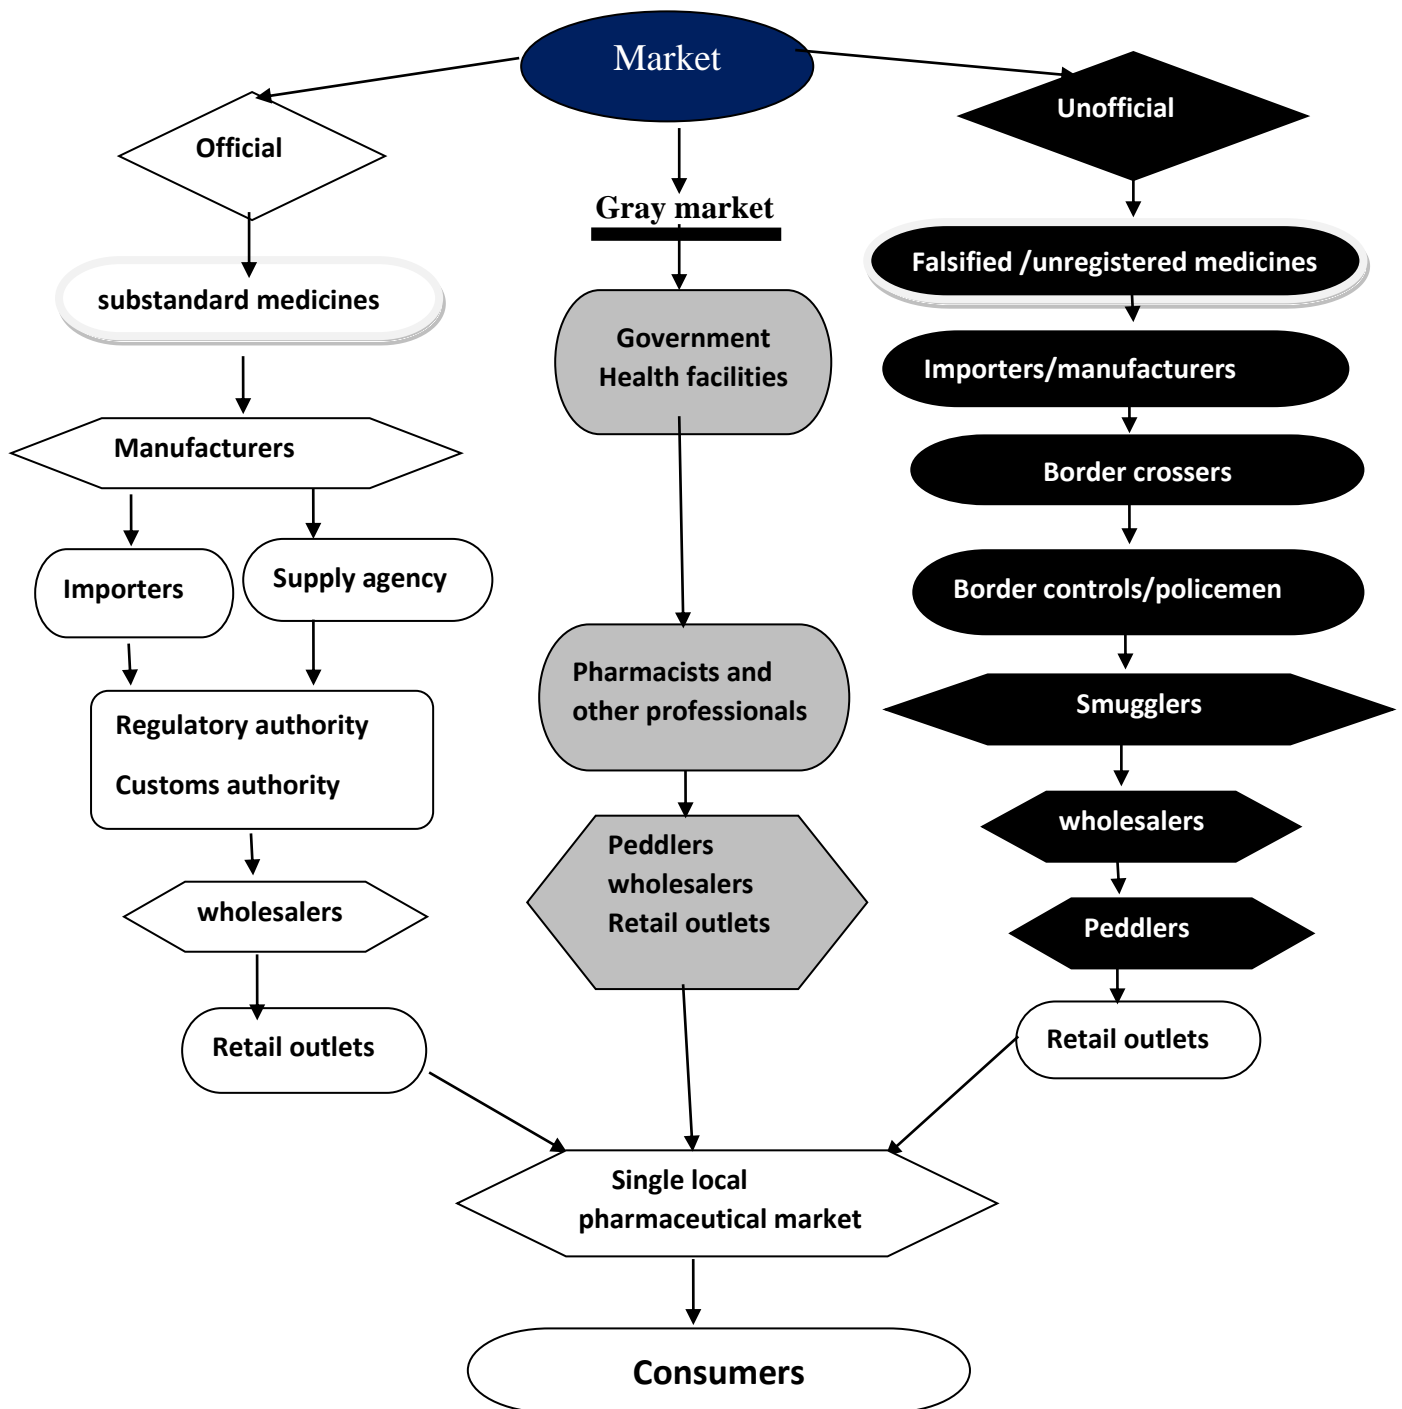 Market
Official
substandard medicines
Manufacturers
Importers
Supply agency
Regulatory authority
Customs authority
wholesalers
Retail outlets
Gray market
Government
Health facilities
Pharmacists and
other professionals
Peddlers
wholesalers
Retail outlets
Unofficial
Falsified /unregistered medicines
Importers/manufacturers
Border crossers
Border controls/policemen
Smugglers
wholesalers
Peddlers
Retail outlets
Single local
pharmaceutical market
Consumers